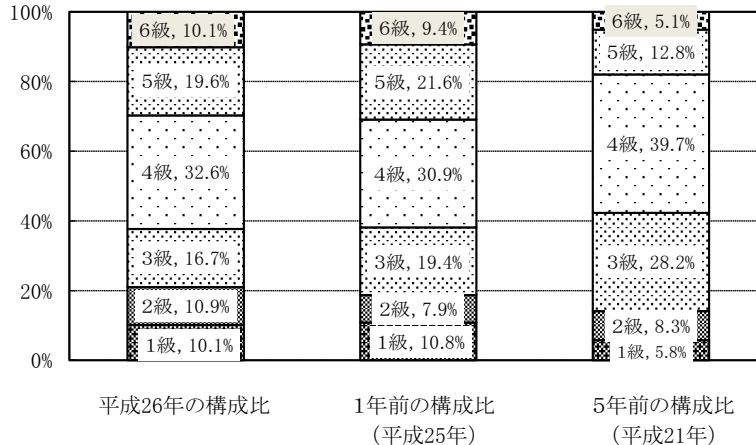 100%
80%
60%
40%
20%
0%
6級, 10.1%
5級, 19.6%
4級, 32.6%
3級, 16.7%
2級, 10.9%
1級, 10.1%
6級, 9.4%
5級, 21.6%
4級, 30.9%
3級, 19.4%
2級, 7.9%
1級, 10.8%
6級, 5.1%
5級, 12.8%
4級, 39.7%
3級, 28.2%
2級, 8.3%
1級, 5.8%
平成26年の構成比
1年前の構成比
（平成25年）
5年前の構成比
（平成21年）